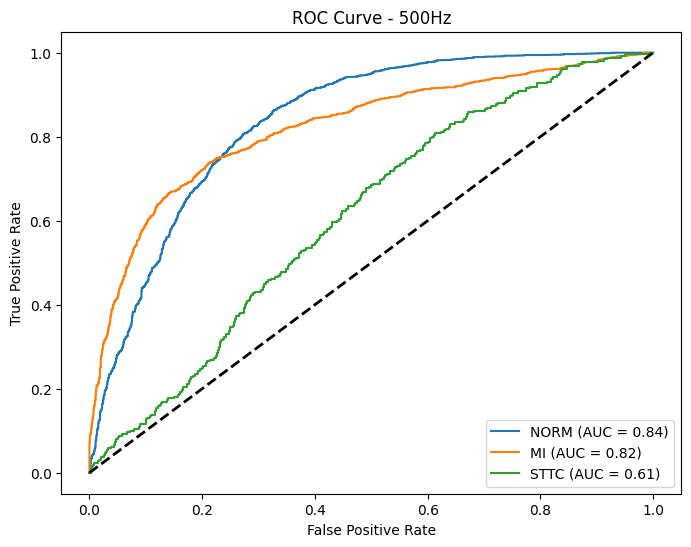 ROC Curve - 500Hz
True Positive Rate
1.0
0.8
0.6
0.4
0.2
0.0
NORM (AUC = 0.84)
MI (AUC = 0.82)
STTC (AUC = 0.61)
0.0 0.2 0.4 0.6 0.8 1.0
False Positive Rate